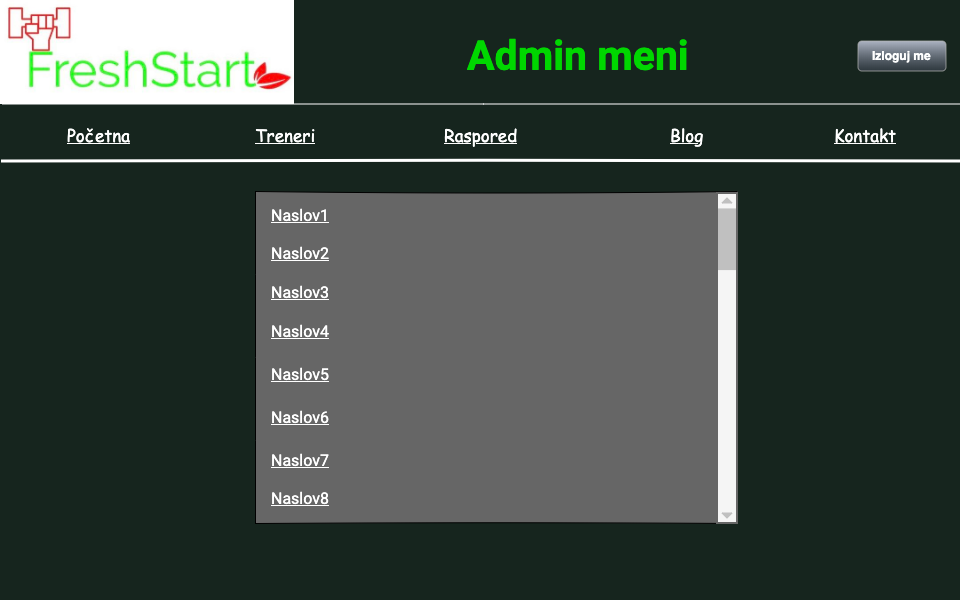 FreshStart
Admin meni
Izloguj me
Početna Treneri Raspored Blog Kontakt
Naslov1
Naslov2
Naslov3
Naslov4
Naslov5
Naslov6
Naslov7
Naslov8